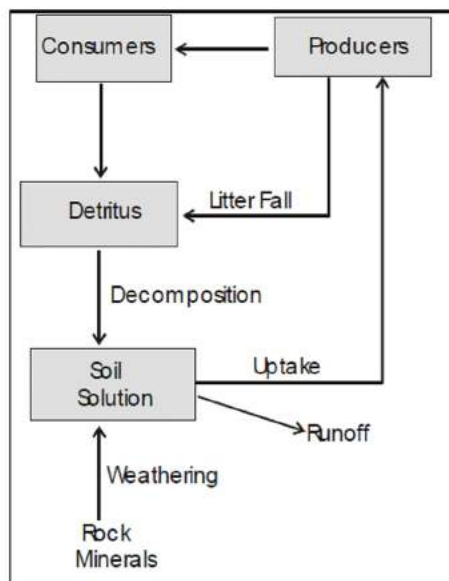 Consumers
Producers
Detritus
Litter Fall
Decomposition
Soil
Solution
Uptake
Runoff
Weathering
Rock
Minerals